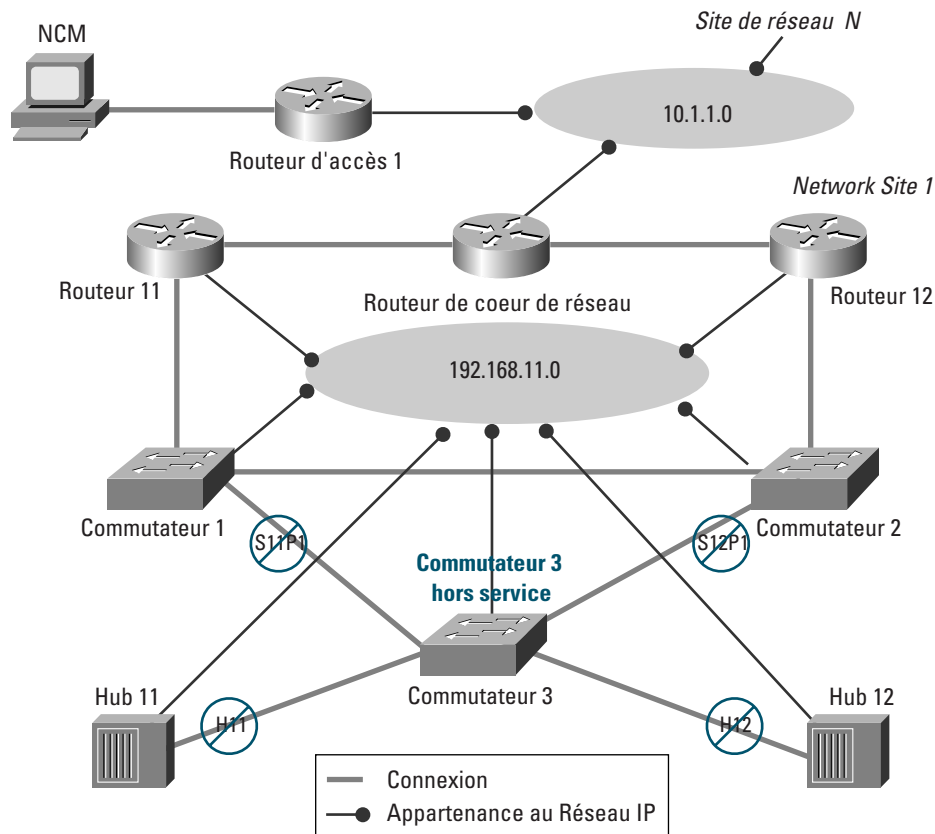 Site de réseau N
NCM
10.1.1.0
Routeur d'accès 1
Network Site 1
Routeur 11
Routeur de coeur de réseau
Routeur 12
192.168.11.0
Commutateur 1
Commutateur 2
S11P1
S12P1
Commutateur 3
hors service
Hub 11
Commutateur 3
Hub 12
H11
H12
Connexion
Appartenance au Réseau IP